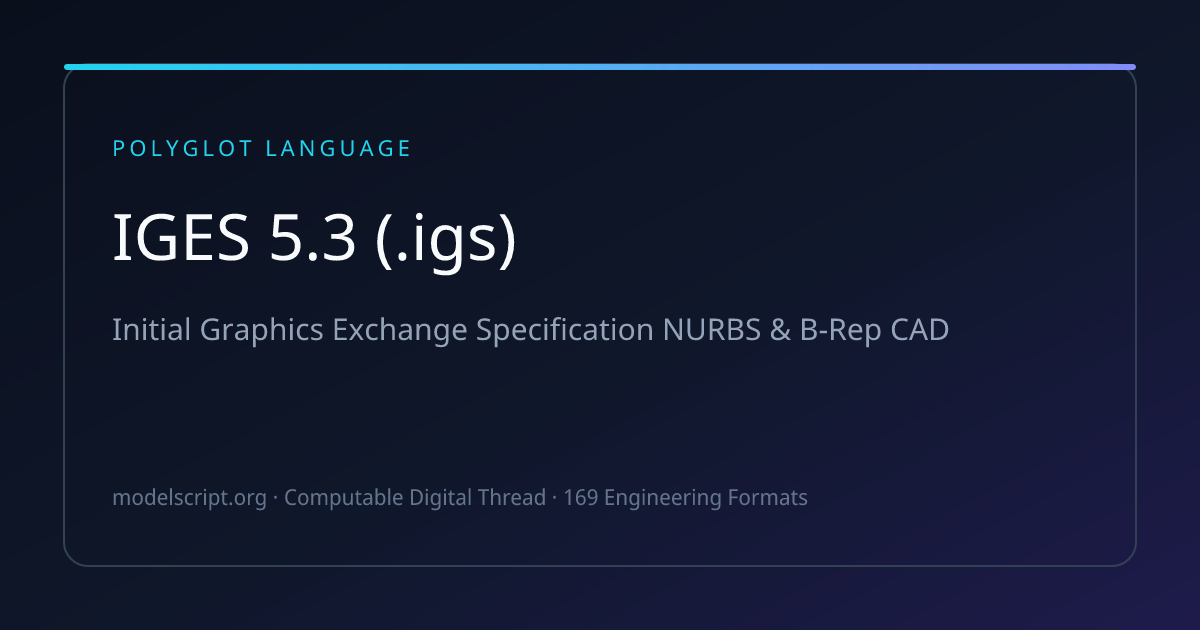 POLYGLOT LANGUAGE
IGES 5.3 (.igs)
Initial Graphics Exchange Specification NURBS & B-Rep CAD
modelscript.org · Computable Digital Thread · 169 Engineering Formats